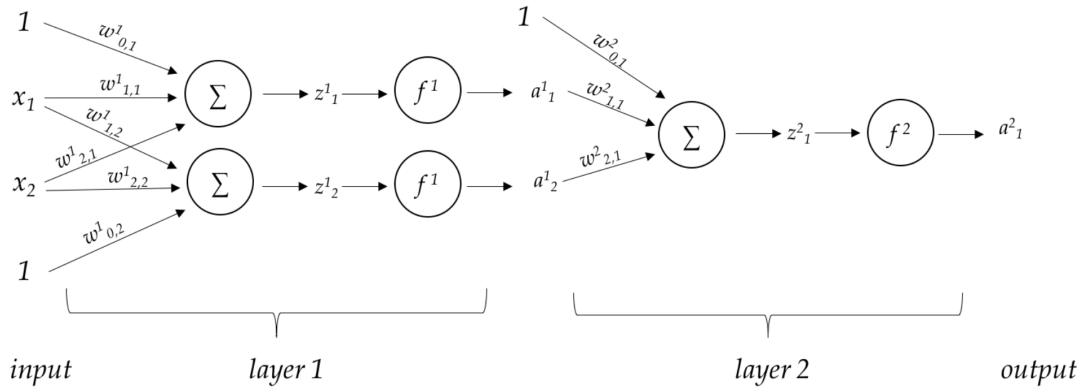 1
1
w¹₀,₁
w²₀,₁
x₁
w¹₁,₁
∑
z¹₁
f¹
a¹₁
w²₁,₁
w¹₁,₂
∑
z²₁
f²
a²₁
w¹₂,₁
w²₂,₁
x₂
w¹₂,₂
∑
z¹₂
f¹
a¹₂
w¹₀,₂
1
input
layer 1
layer 2
output